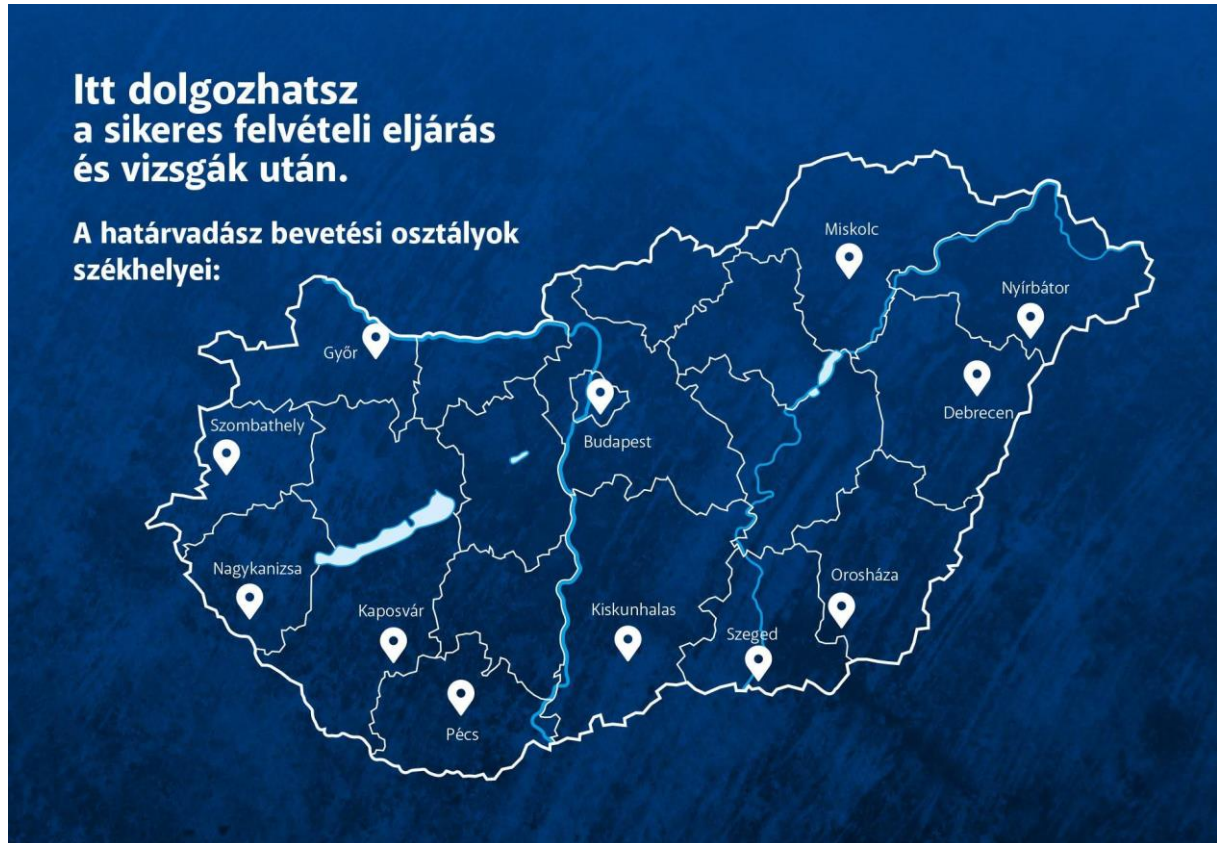 Itt dolgozhatsz
a sikeres felvételi eljárás
és vizsgák után.
A határvadász bevetési osztályok
székhelyei:
Miskolc
Nyírbátor
Győr
Debrecen
Szombathely
Budapest
Nagykanizsa
Orosháza
Kaposvár
Kiskunhalas
Szeged
Pécs